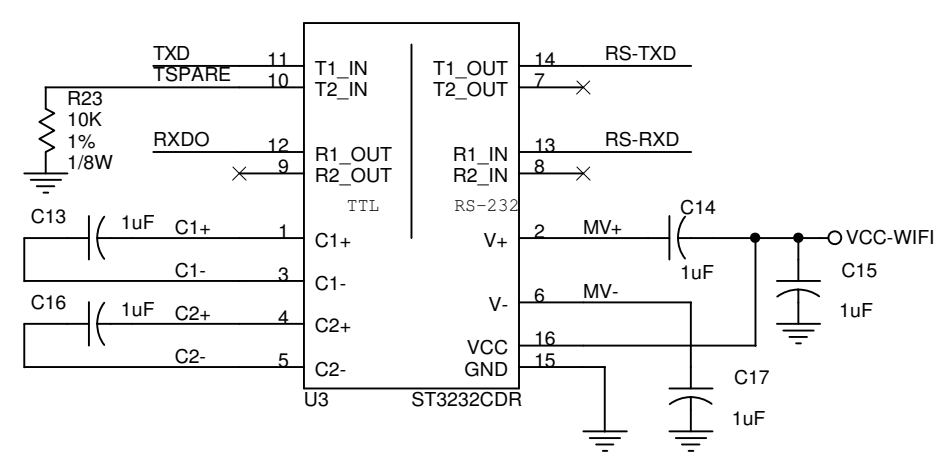 TXD 11 T1_IN T1_OUT 14 RS-TXD
TSPARE 10 T2_IN T2_OUT 7
R23
10K
1%
1/8W
RXDO 12 R1_OUT R1_IN 13 RS-RXD
9 R2_OUT R2_IN 8
TTL RS-232
C13 1uF C1+ 1 C1+ V+ 2 MV+ C14 1uF VCC-WIFI
C1- 3 C1- C15
1uF
C16 1uF C2+ 4 C2+ V- 6 MV-
VCC 16
C2- 5 C2- GND 15
C17
1uF
U3 ST3232CDR